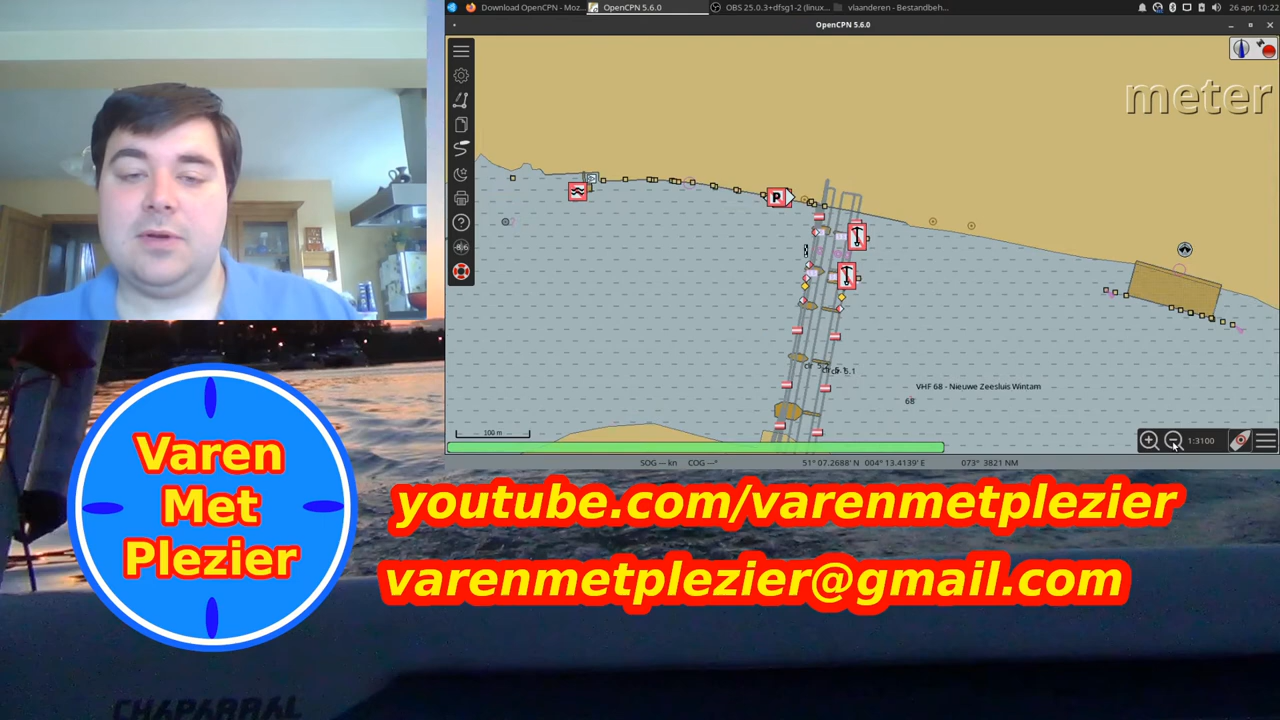 Download OpenCPN - Moz...
OpenCPN 5.6.0
OBS 25.0.3+dfsg1-2 (linux...
vlaanderen - Bestandbeh...
26 apr, 10:22
OpenCPN 5.6.0
meter
P
VHF 68 - Nieuwe Zeesluis Wintam
68
100 m
1:3100
SOG --- kn COG ---°
51° 07.2688' N 004° 13.4139' E
073° 3821 NM
Varen
Met
Plezier
youtube.com/varenmetplezier
varenmetplezier@gmail.com
CHAPARRAL